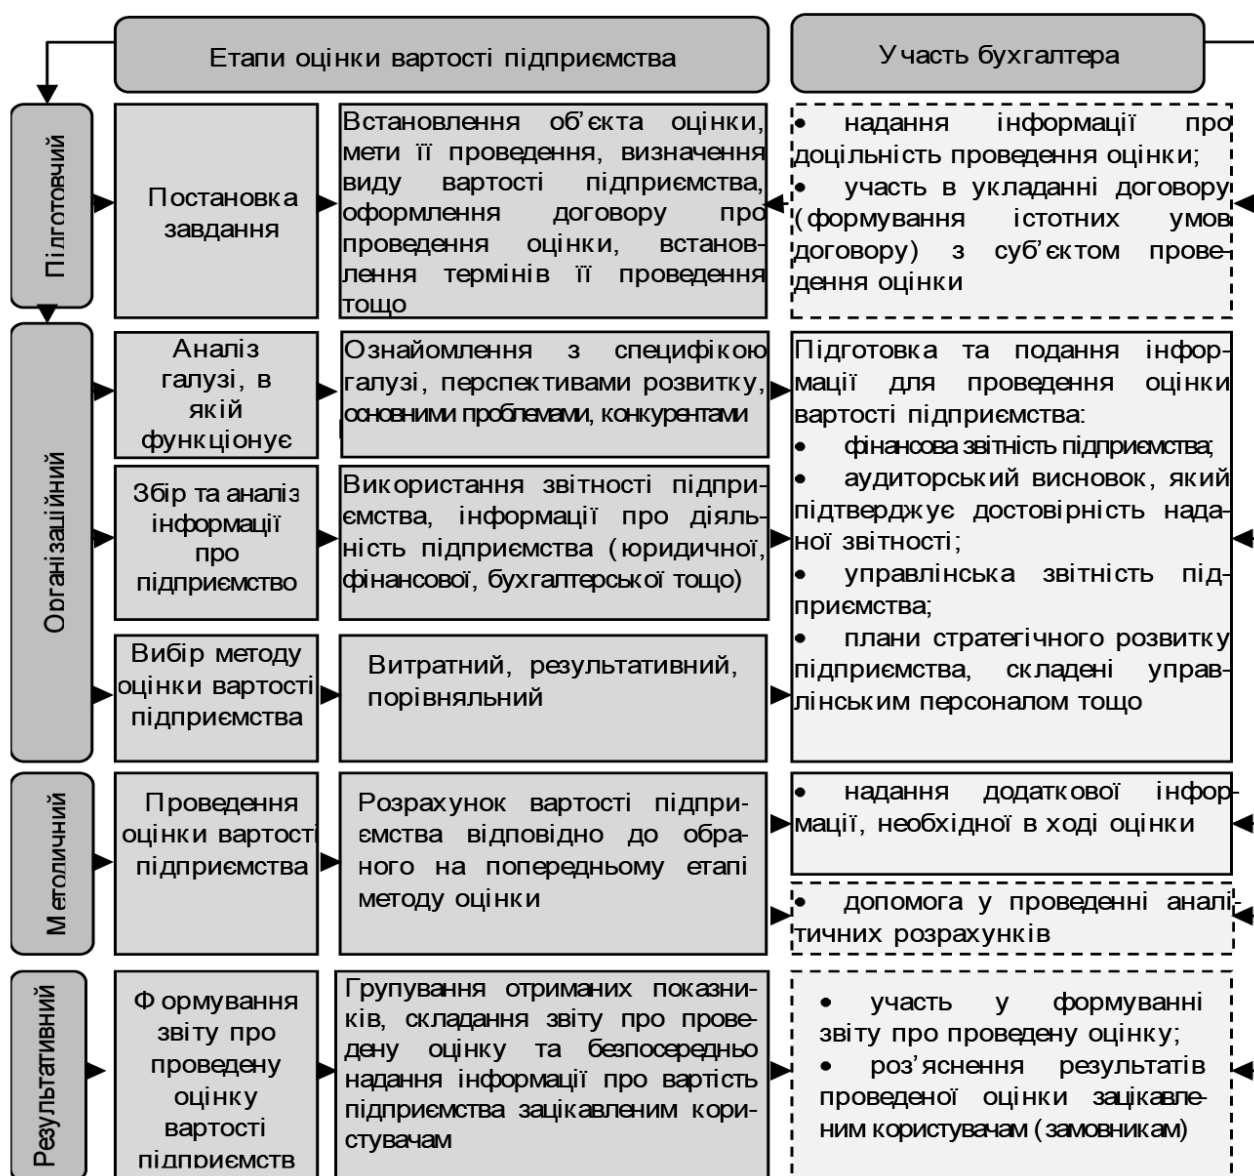 Етапи оцінки вартості підприємства
Участь бухгалтера
Підготовчий
Постановка
завдання
Встановлення об’єкта оцінки,
мети її проведення, визначення
виду вартості підприємства,
оформлення договору про
проведення оцінки, встанов-
лення термінів її проведення
тощо
• надання інформації про
доцільність проведення оцінки;
• участь в укладанні договору
(формування істотних умов
договору) з суб’єктом прове-
дення оцінки
Організаційний
Аналіз
галузі, в
якій
функціонує
Ознайомлення з специфікою
галузі, перспективами розвитку,
основними проблемами, конкурентами
Збір та аналіз
інформації
про
підприємство
Використання звітності підпри-
ємства, інформації про діяль-
ність підприємства (юридичної,
фінансової, бухгалтерської тощо)
Вибір методу
оцінки вартості
підприємства
Витратний, результативний,
порівняльний
Підготовка та подання інфор-
мації для проведення оцінки
вартості підприємства:
• фінансова звітність підприємства;
• аудиторський висновок, який
підтверджує достовірність нада-
ної звітності;
• управлінська звітність під-
приємства;
• плани стратегічного розвитку
підприємства, складені управ-
лінським персоналом тощо
Методичний
Проведення
оцінки вартості
підприємства
Розрахунок вартості підпри-
ємства відповідно до обра-
ного на попередньому етапі
методу оцінки
• надання додаткової інфор-
мації, необхідної в ході оцінки
• допомога у проведенні аналі-
тичних розрахунків
Результативний
Формування
звіту про
проведену
оцінку
вартості
підприємств
Групування отриманих показни-
ків, складання звіту про прове-
дену оцінку та безпосередньо
надання інформації про вартість
підприємства зацікавленим кори-
стувачам
• участь у формуванні
звіту про проведену оцінку;
• роз’яснення результатів
проведеної оцінки зацікавле-
ним користувачам (замовникам)